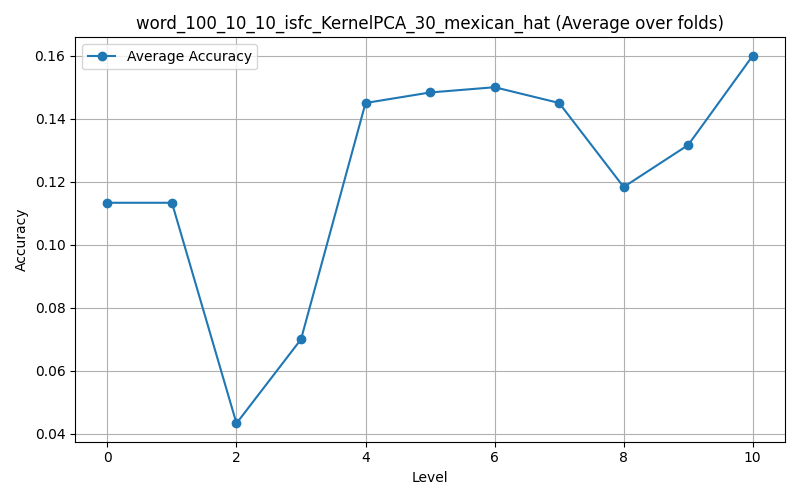 word_100_10_10_isfc_KernelPCA_30_mexican_hat (Average over folds)
Average Accuracy
0.16
0.14
0.12
0.10
0.08
0.06
0.04
Accuracy
0 2 4 6 8 10
Level